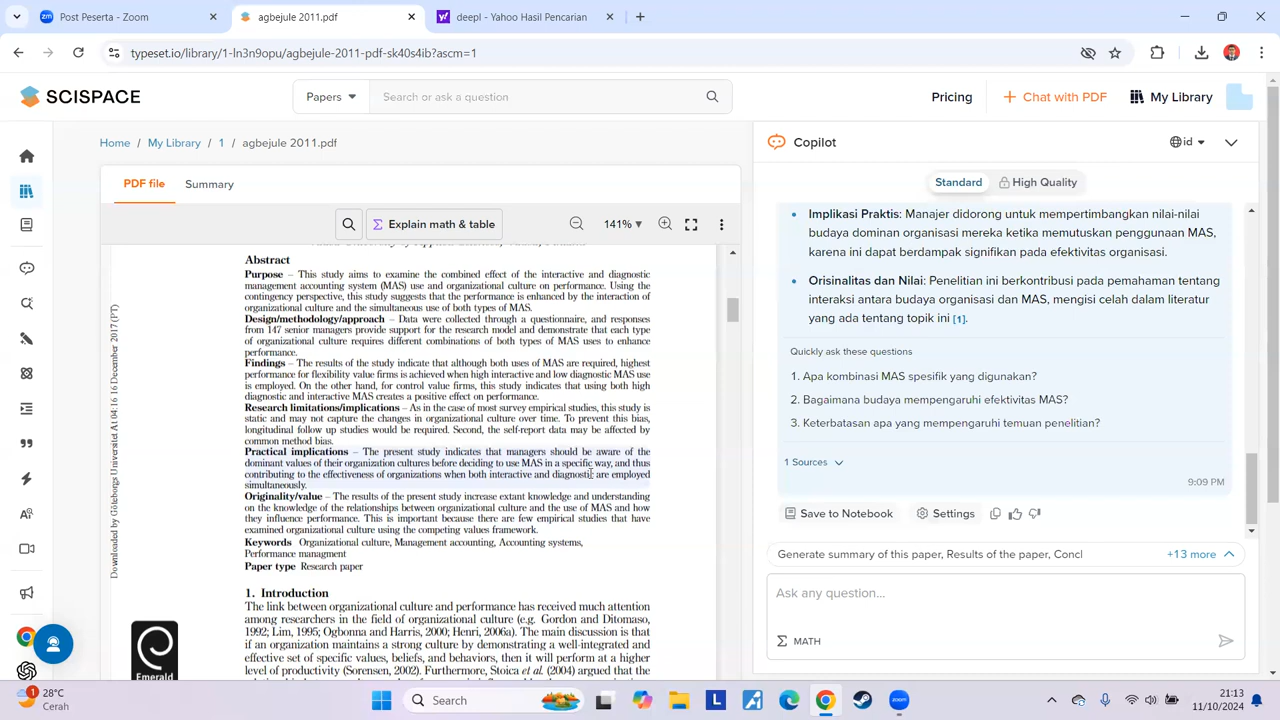 Post Peserta - Zoom
agbejule 2011.pdf
deepl - Yahoo Hasil Pencarian
typeset.io/library/1-ln3n9opu/agbejule-2011-pdf-sk40s4ib?ascm=1
SCISPACE
Papers
Search or ask a question
Pricing
Chat with PDF
My Library
Home / My Library / 1 / agbejule 2011.pdf
PDF file
Summary
Explain math & table
141%
Abstract
Purpose – This study aims to examine the combined effect of the interactive and diagnostic
management accounting system (MAS) use and organizational culture on performance. Using the
contingency perspective, this study suggests that the performance is enhanced by the interaction of
organizational culture and the simultaneous use of both types of MAS.
Design/methodology/approach – Data were collected through a questionnaire, and responses
from 147 senior managers provide support for the research model and demonstrate that each type
of organizational culture requires different combinations of both types of MAS uses to enhance
performance.
Findings – The results of the study indicate that although both uses of MAS are required, highest
performance for flexibility value firms is achieved when high interactive and low diagnostic MAS use
is employed. On the other hand, for control value firms, this study indicates that using both high
diagnostic and interactive MAS creates a positive effect on performance.
Research limitations/implications – As in the case of most survey empirical studies, this study is
static and may not capture the changes in organizational culture over time. To prevent this bias,
longitudinal follow up studies would be required. Second, the self-report data may be affected by
common method bias.
Practical implications – The present study indicates that managers should be aware of the
dominant values of their organization cultures before deciding to use MAS in a specific way, and thus
contributing to the effectiveness of organizations when both interactive and diagnostic are employed
simultaneously.
Originality/value – The results of the present study increase extant knowledge and understanding
on the knowledge of the relationships between organizational culture and the use of MAS and how
they influence performance. This is important because there are few empirical studies that have
examined organizational culture using the competing values framework.
Keywords Organizational culture, Management accounting, Accounting systems,
Performance managment
Paper type Research paper
1. Introduction
The link between organizational culture and performance has received much attention
among researchers in the field of organizational culture (e.g. Gordon and Ditomaso,
1992; Lim, 1995; Ogbonna and Harris, 2000; Henri, 2006a). The main discussion is that
if an organization maintains a strong culture by demonstrating a well-integrated and
effective set of specific values, beliefs, and behaviors, then it will perform at a higher
level of productivity (Sorensen, 2002). Furthermore, Stoica et al. (2004) argued that the
Downloaded by Göteborgs Universitet At 04:16 16 December 2017 (PT)
Emerald
Copilot
id
Standard
High Quality
Implikasi Praktis: Manajer didorong untuk mempertimbangkan nilai-nilai
budaya dominan organisasi mereka ketika memutuskan penggunaan MAS,
karena ini dapat berdampak signifikan pada efektivitas organisasi.
Orisinalitas dan Nilai: Penelitian ini berkontribusi pada pemahaman tentang
interaksi antara budaya organisasi dan MAS, mengisi celah dalam literatur
yang ada tentang topik ini [1].
Quickly ask these questions
1. Apa kombinasi MAS spesifik yang digunakan?
2. Bagaimana budaya mempengaruhi efektivitas MAS?
3. Keterbatasan apa yang mempengaruhi temuan penelitian?
1 Sources
9:09 PM
Save to Notebook
Settings
Generate summary of this paper, Results of the paper, Concl
+13 more
Ask any question...
MATH
1
28°C
Cerah
Search
21:13
11/10/2024